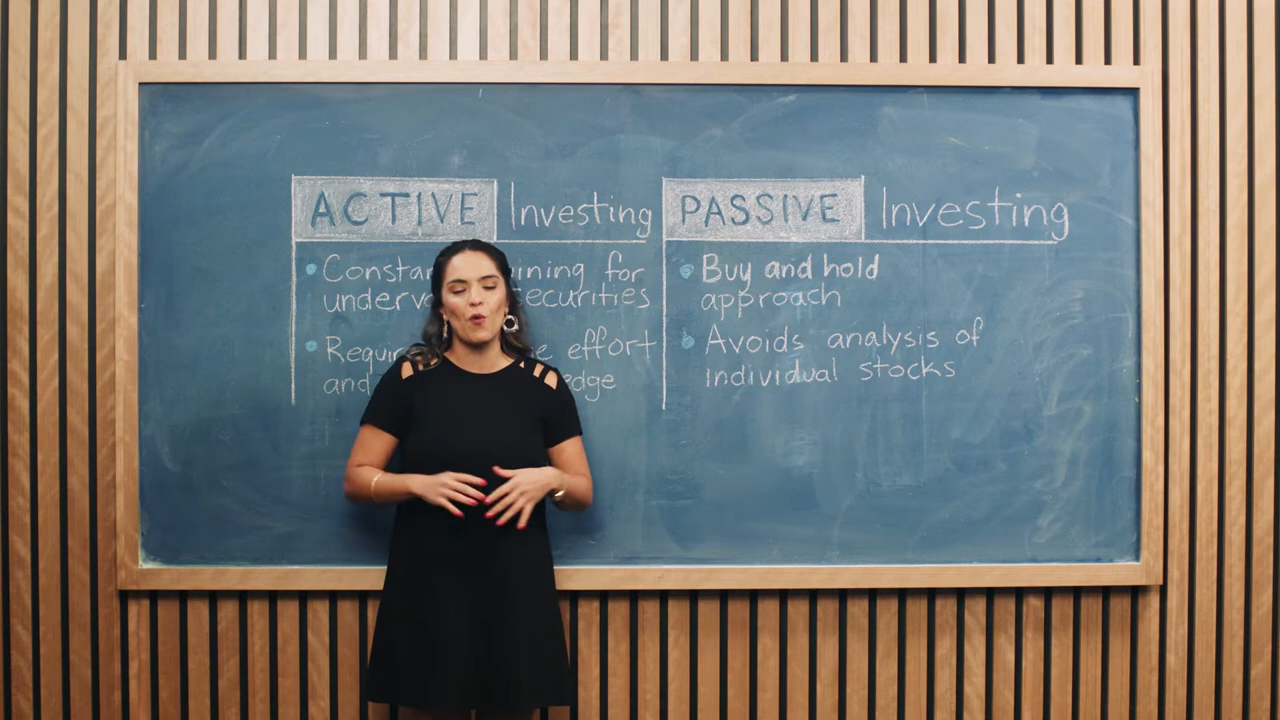 ACTIVE Investing
for
securities
effort
and
PASSIVE Investing
Buy and hold
approach
Avoids analysis of
individual stocks